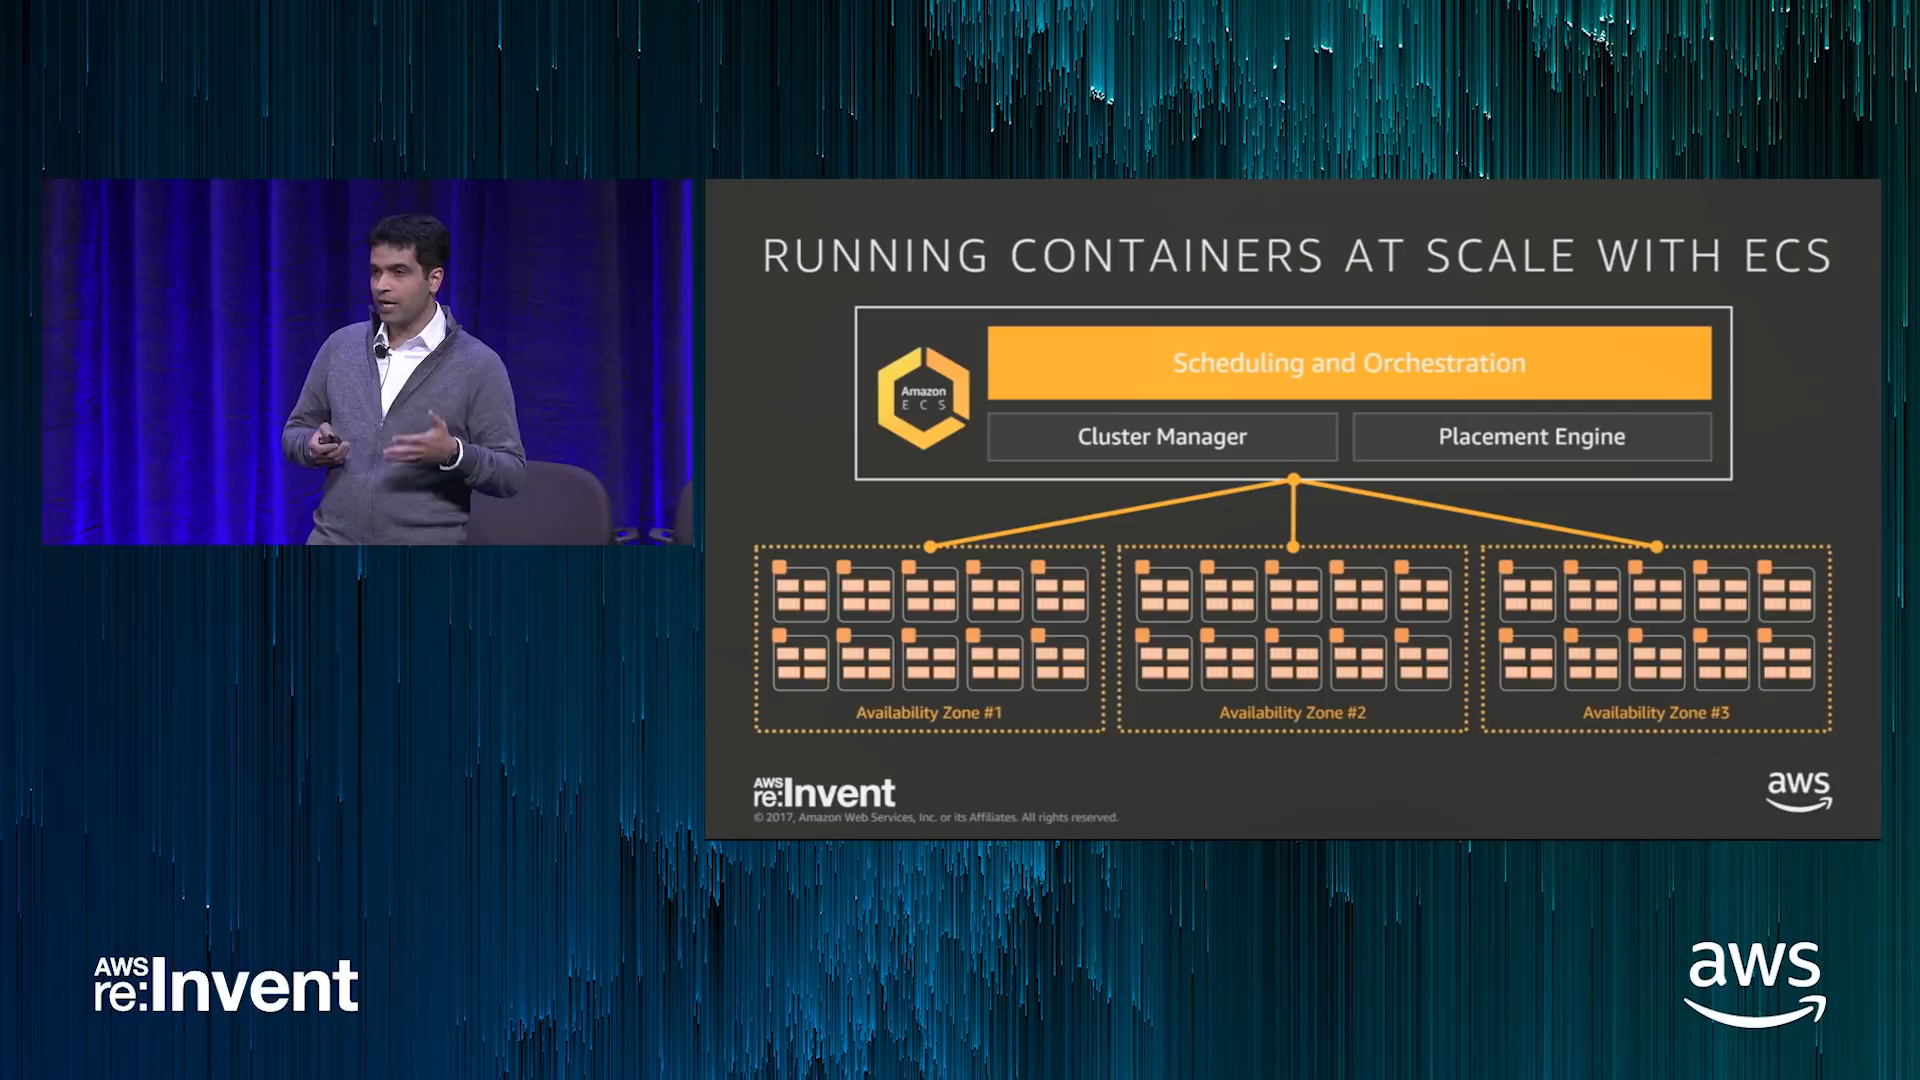 RUNNING CONTAINERS AT SCALE WITH ECS
Scheduling and Orchestration
Amazon
ECS
Cluster Manager
Placement Engine
Availability Zone #1
Availability Zone #2
Availability Zone #3
AWS
re:Invent
© 2017, Amazon Web Services, Inc. or its Affiliates. All rights reserved.
aws
AWS
re:Invent
aws